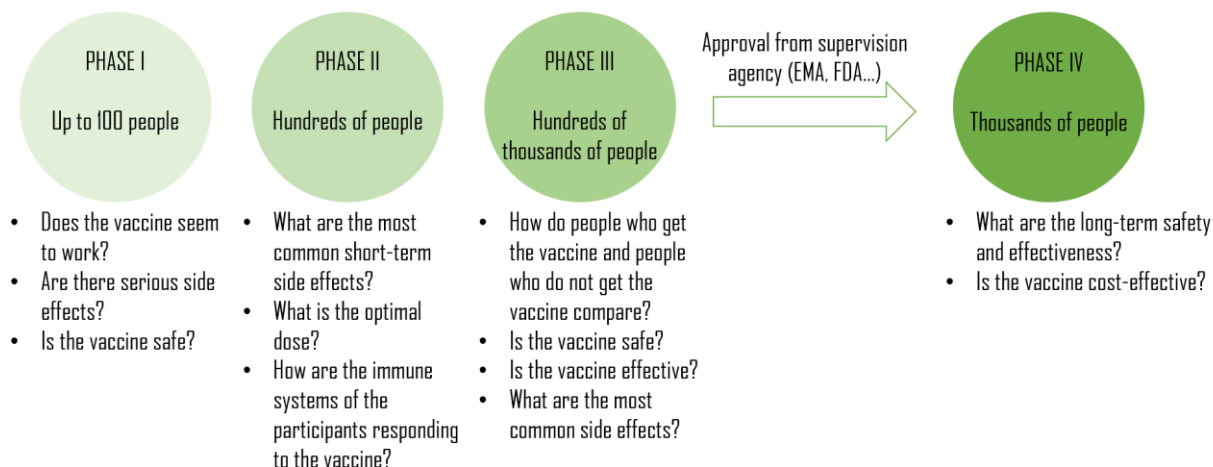 PHASE I
Up to 100 people
• Does the vaccine seem
to work?
• Are there serious side
effects?
• Is the vaccine safe?
PHASE II
Hundreds of people
• What are the most
common short-term
side effects?
• What is the optimal
dose?
• How are the immune
systems of the
participants responding
to the vaccine?
PHASE III
Hundreds of
thousands of people
• How do people who get
the vaccine and people
who do not get the
vaccine compare?
• Is the vaccine safe?
• Is the vaccine effective?
• What are the most
common side effects?
Approval from supervision
agency (EMA, FDA...)
PHASE IV
Thousands of people
• What are the long-term safety
and effectiveness?
• Is the vaccine cost-effective?